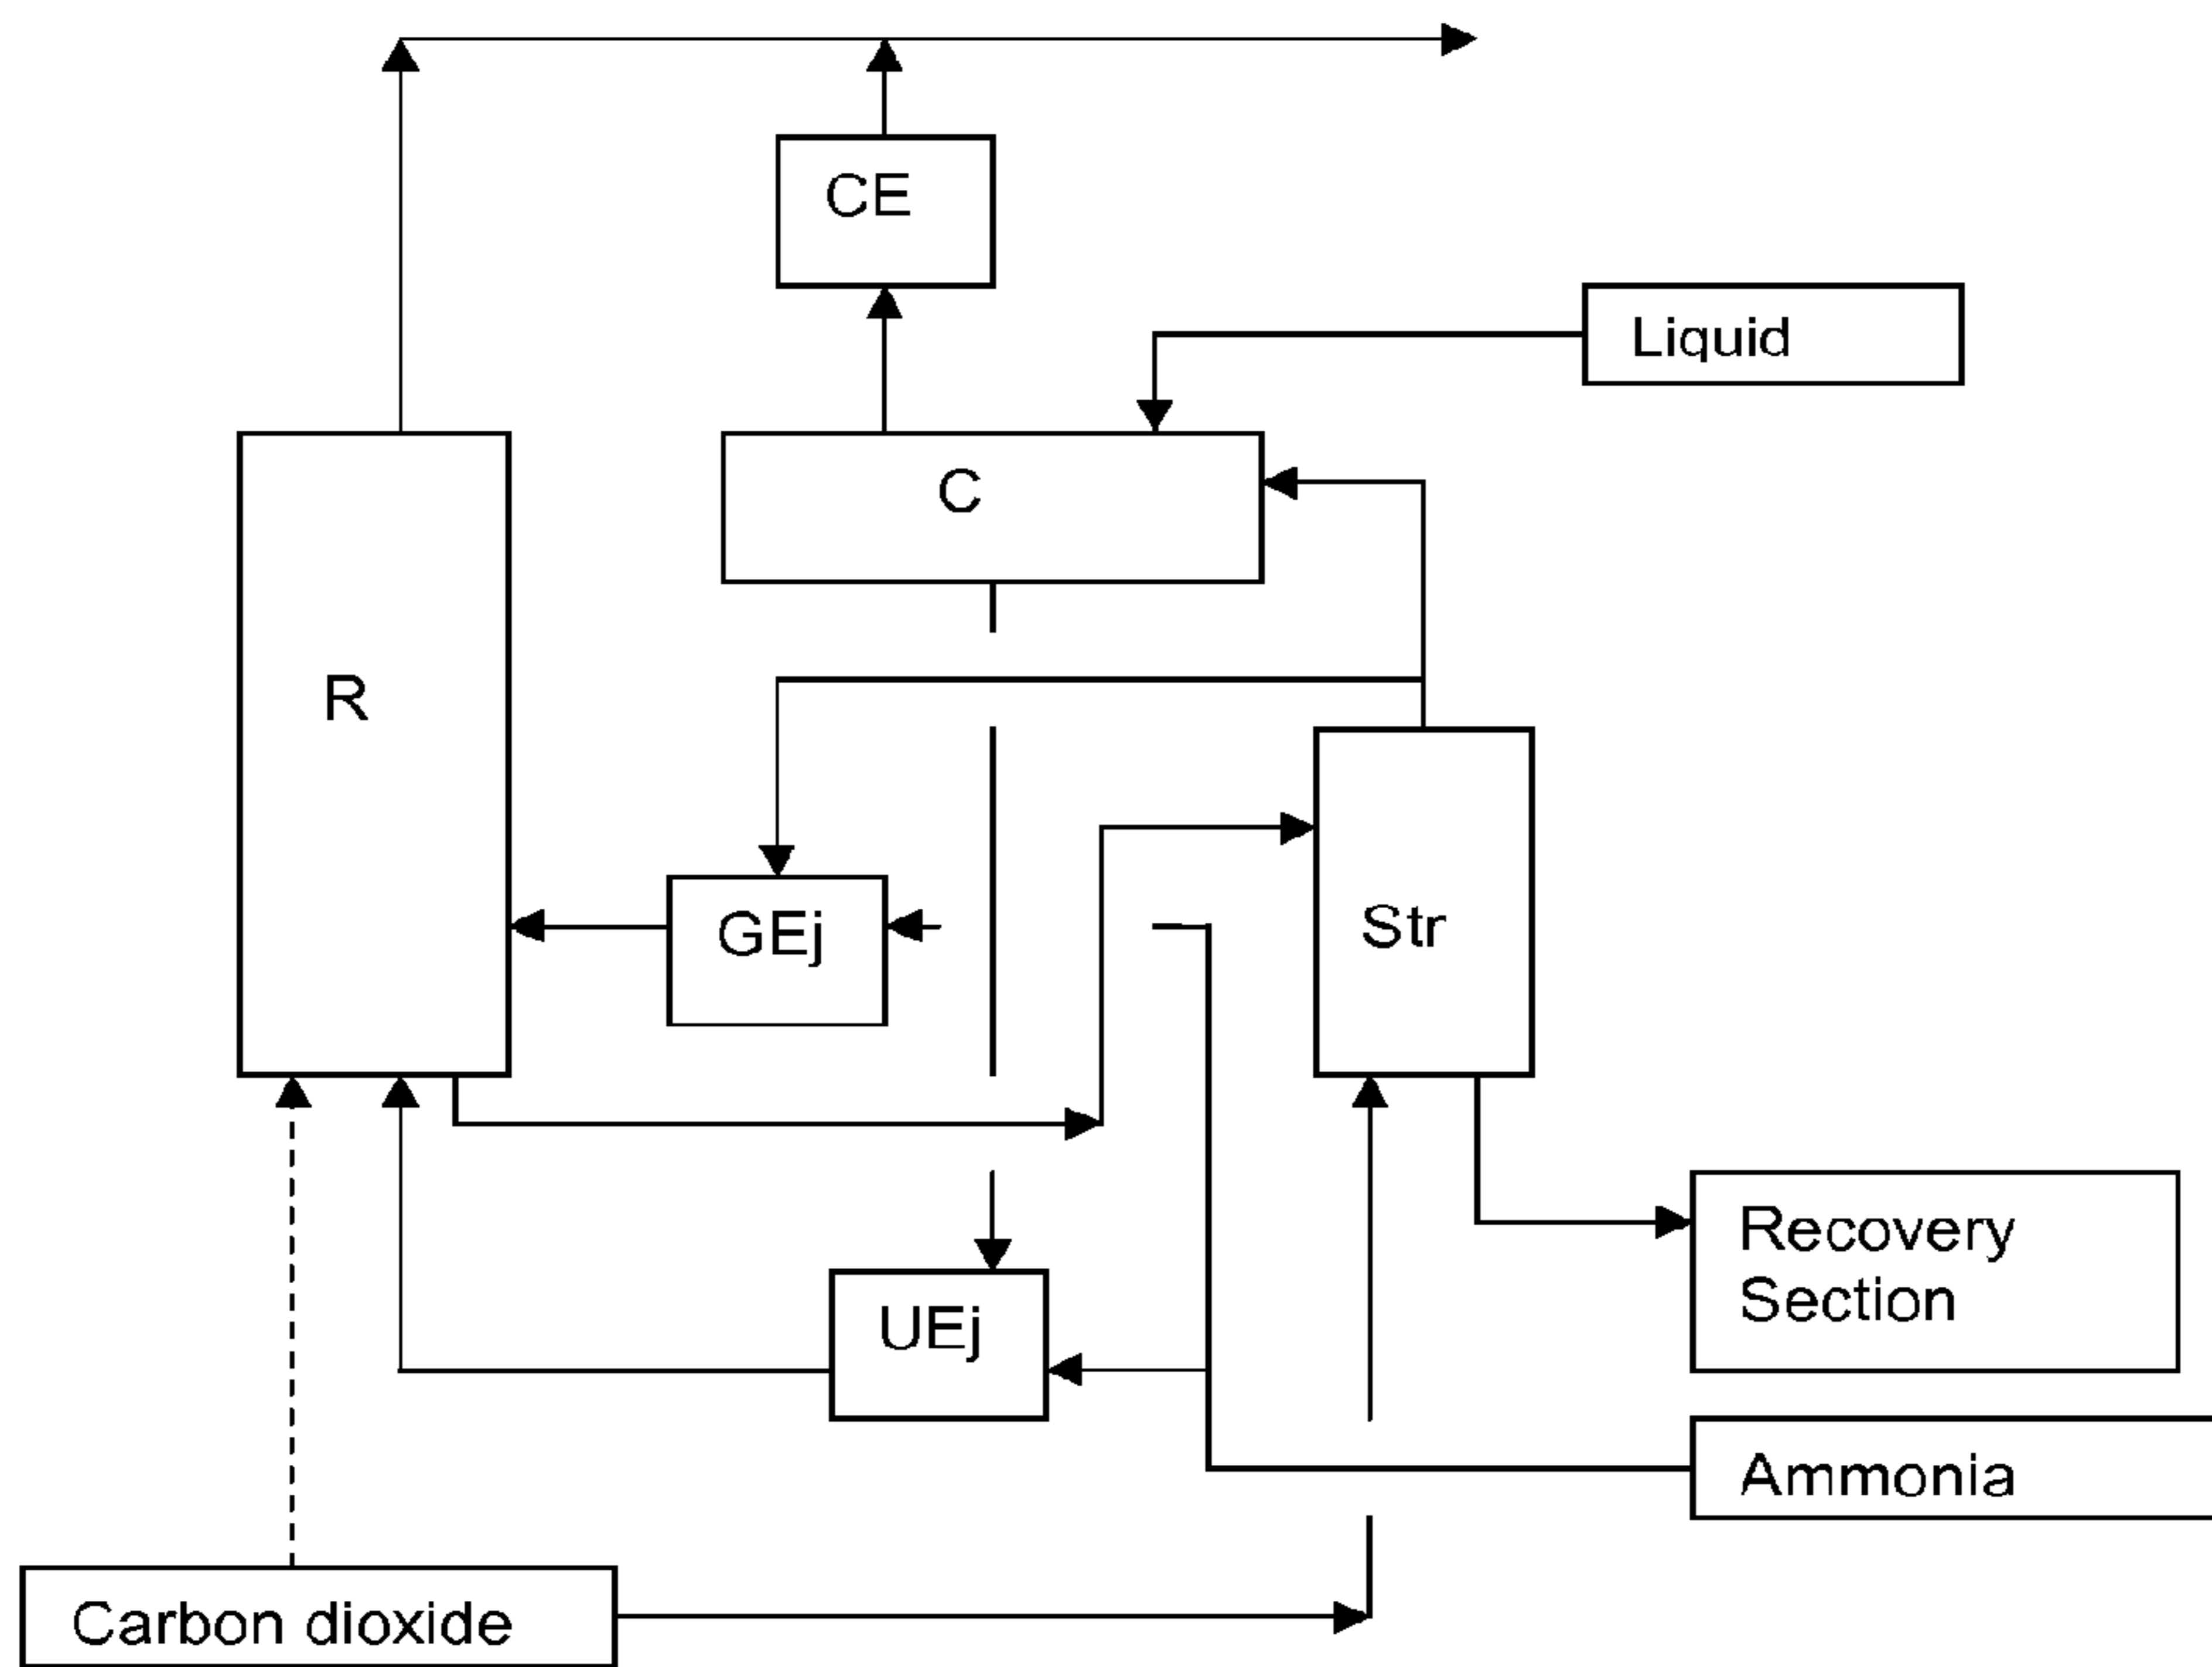 CE
Liquid
C
R
GEj
Str
Recovery
Section
UEj
Ammonia
Carbon dioxide